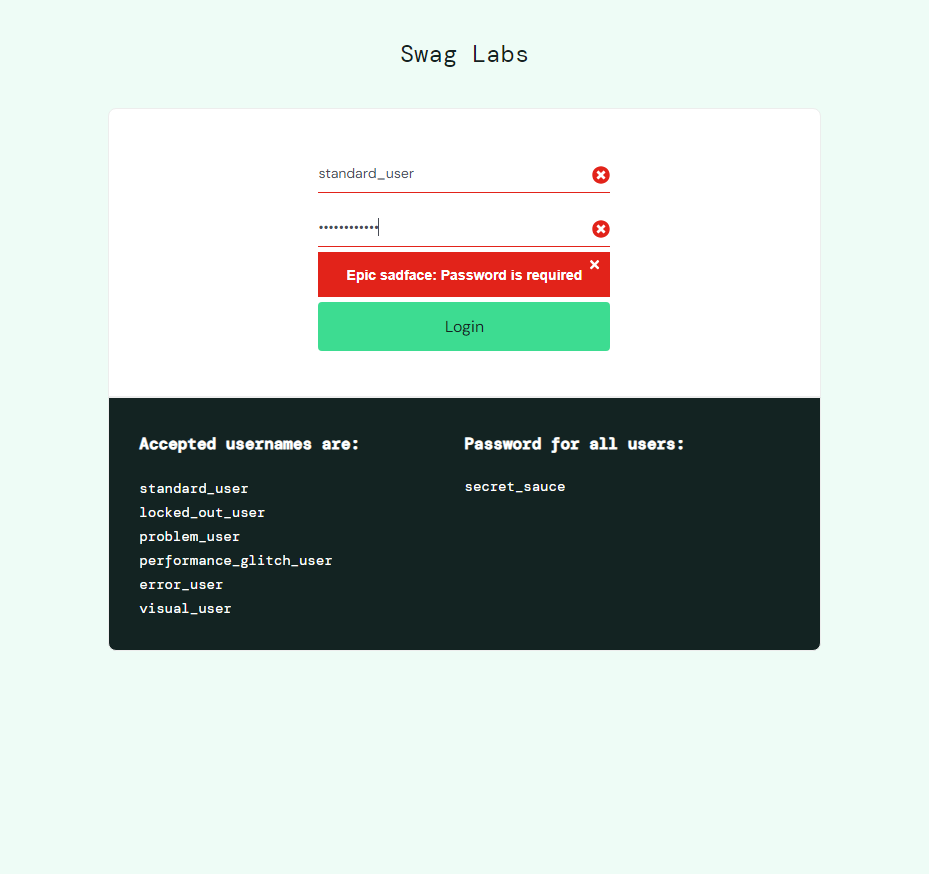 Swag Labs
standard_user
••••••••••••
Epic sadface: Password is required
Login
Accepted usernames are:
standard_user
locked_out_user
problem_user
performance_glitch_user
error_user
visual_user
Password for all users:
secret_sauce